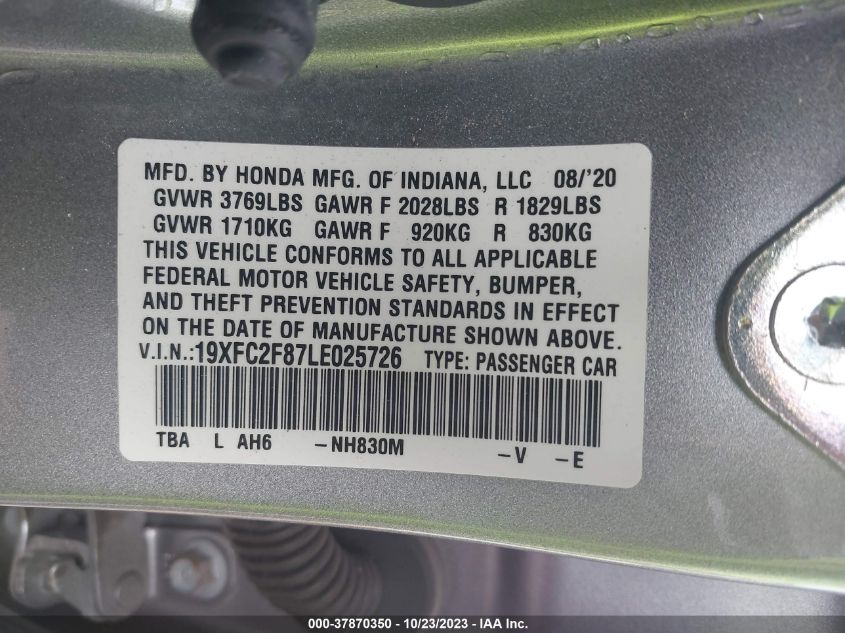 MFD. BY HONDA MFG. OF INDIANA, LLC 08/'20
GVWR 3769LBS GAWR F 2028LBS R 1829LBS
GVWR 1710KG GAWR F 920KG R 830KG
THIS VEHICLE CONFORMS TO ALL APPLICABLE
FEDERAL MOTOR VEHICLE SAFETY, BUMPER,
AND THEFT PREVENTION STANDARDS IN EFFECT
ON THE DATE OF MANUFACTURE SHOWN ABOVE.
V.I.N.:19XFC2F87LE025726 TYPE: PASSENGER CAR
TBA L AH6 -NH830M -V -E
000-37870350 | 10/23/2023 | ©IAA Inc.